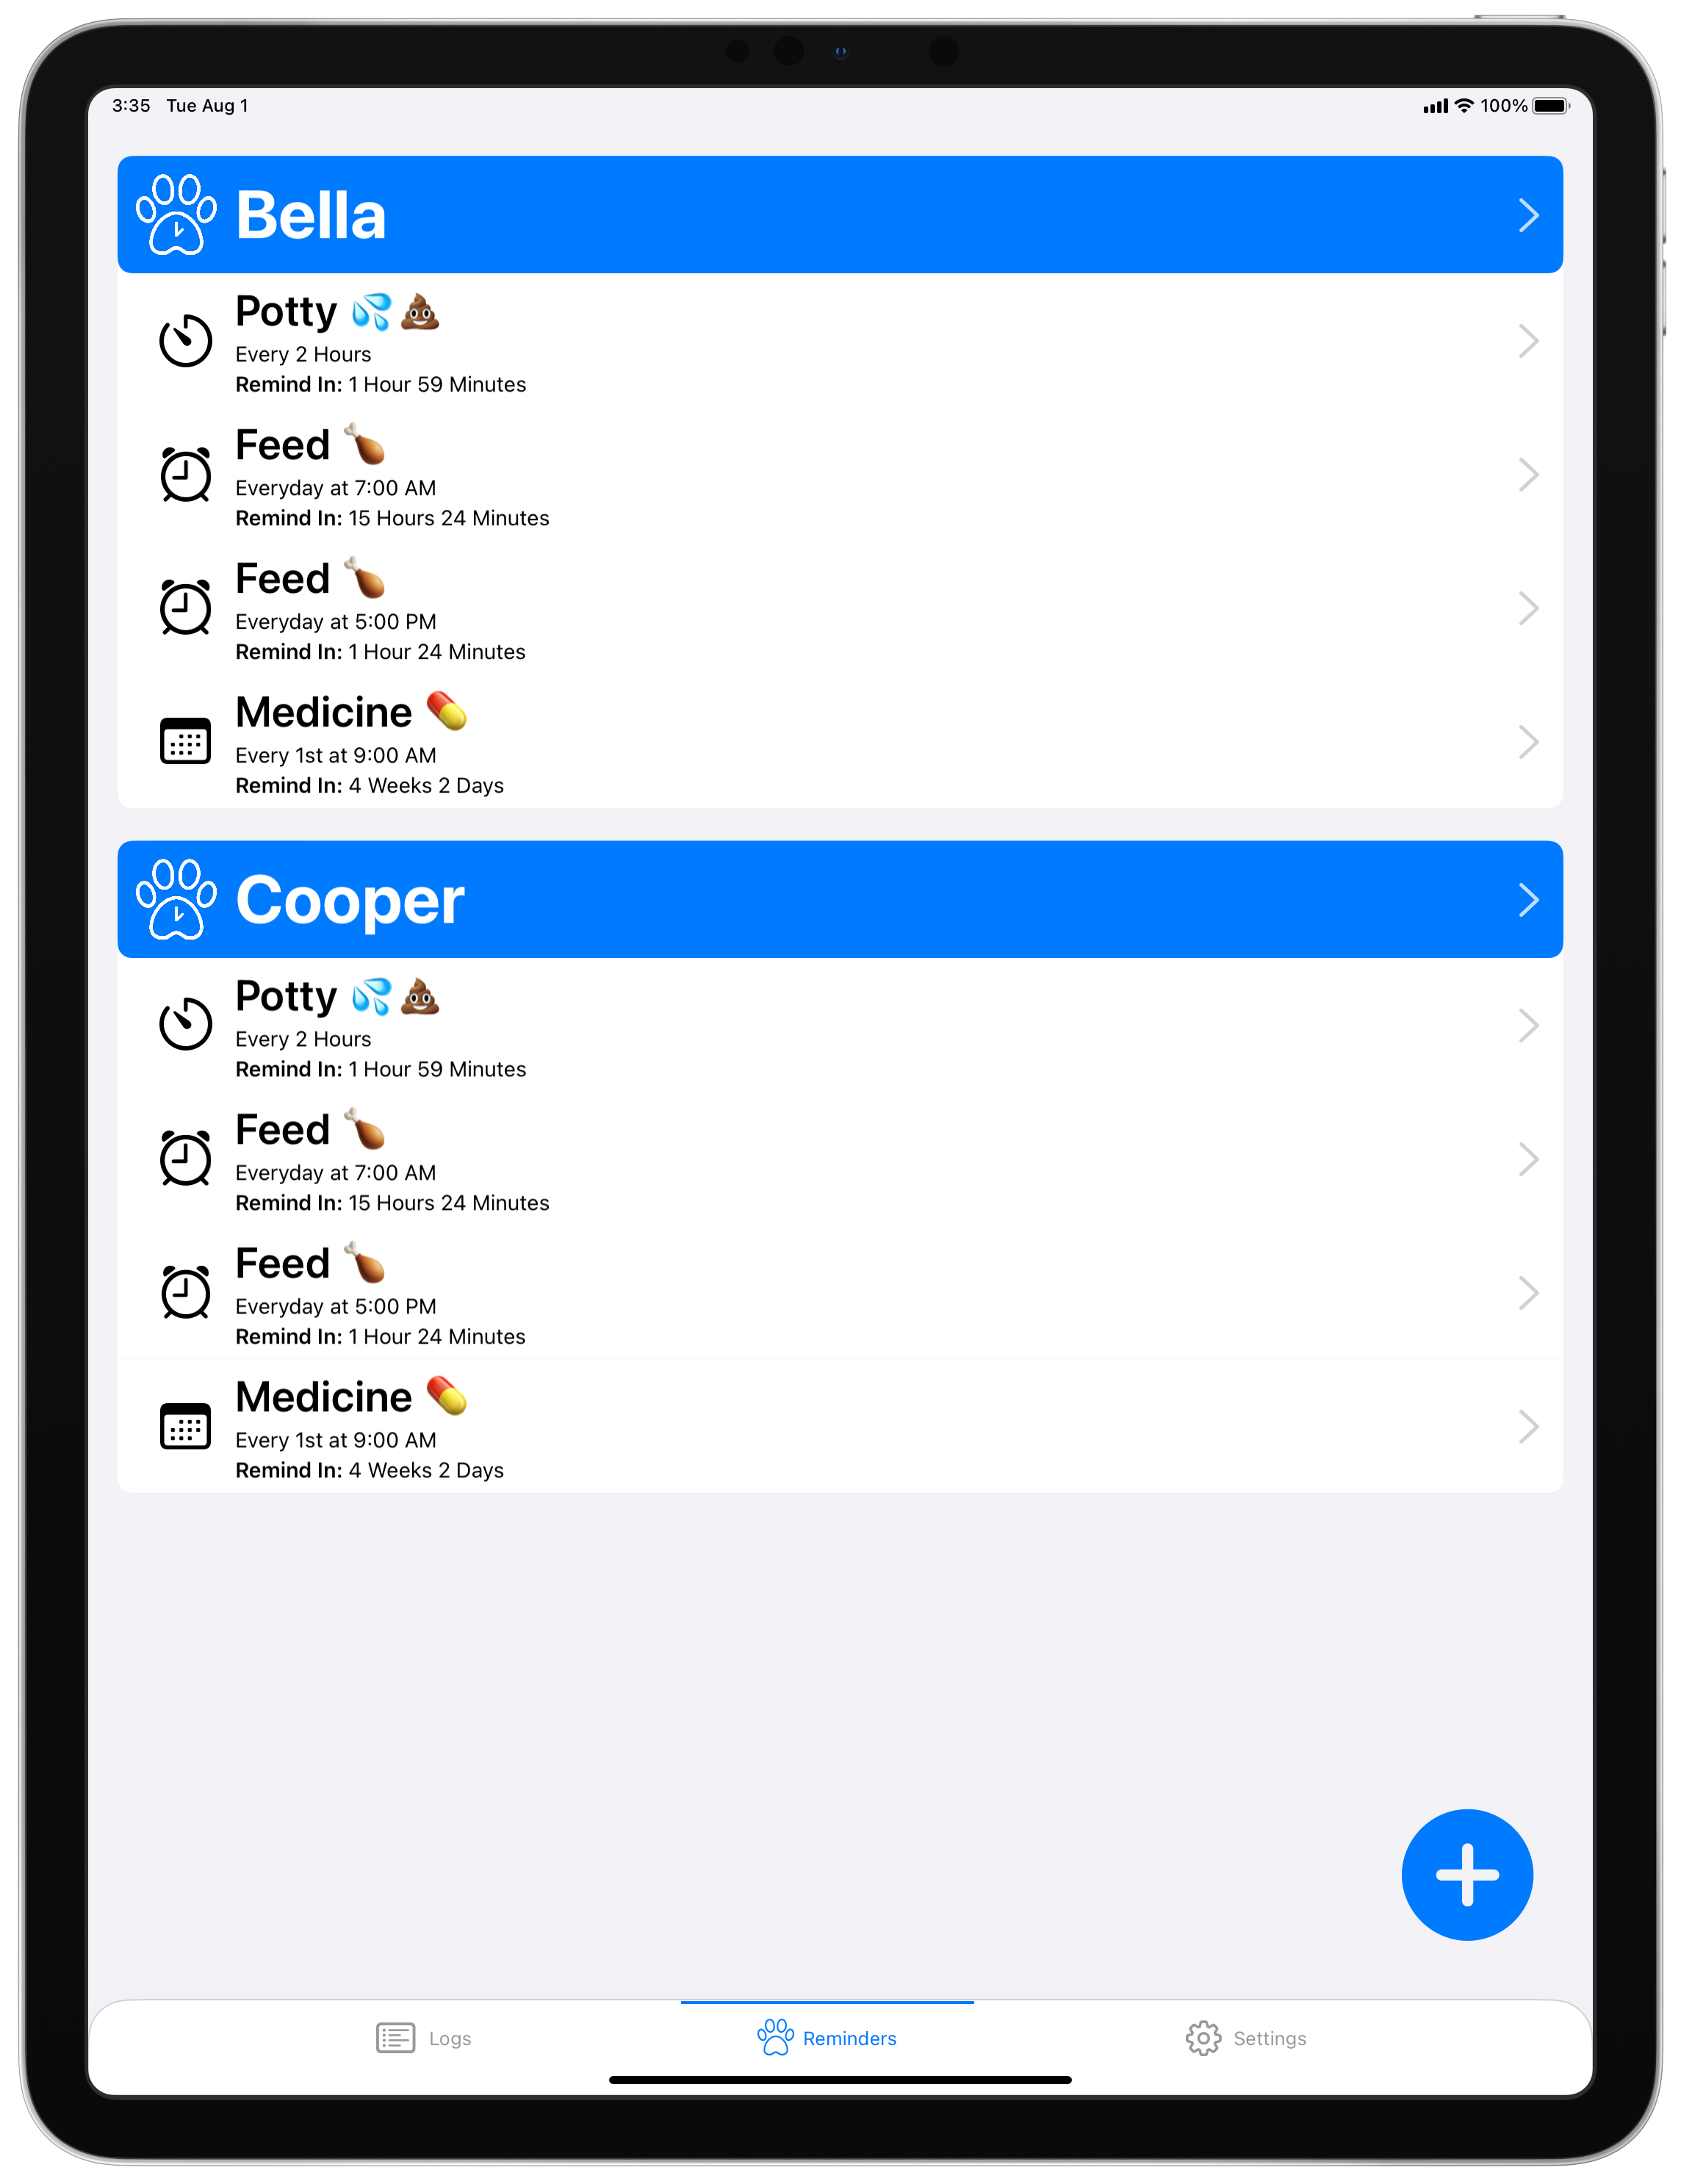 3:35 Tue Aug 1 100%
Bella
Potty 💦💩
Every 2 Hours
Remind In: 1 Hour 59 Minutes
Feed 🍗
Everyday at 7:00 AM
Remind In: 15 Hours 24 Minutes
Feed 🍗
Everyday at 5:00 PM
Remind In: 1 Hour 24 Minutes
Medicine 💊
Every 1st at 9:00 AM
Remind In: 4 Weeks 2 Days
Cooper
Potty 💦💩
Every 2 Hours
Remind In: 1 Hour 59 Minutes
Feed 🍗
Everyday at 7:00 AM
Remind In: 15 Hours 24 Minutes
Feed 🍗
Everyday at 5:00 PM
Remind In: 1 Hour 24 Minutes
Medicine 💊
Every 1st at 9:00 AM
Remind In: 4 Weeks 2 Days
Logs Reminders Settings